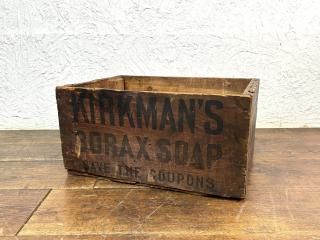 KIRKMAN'S
BORAX SOAP
SAVE THE COUPONS